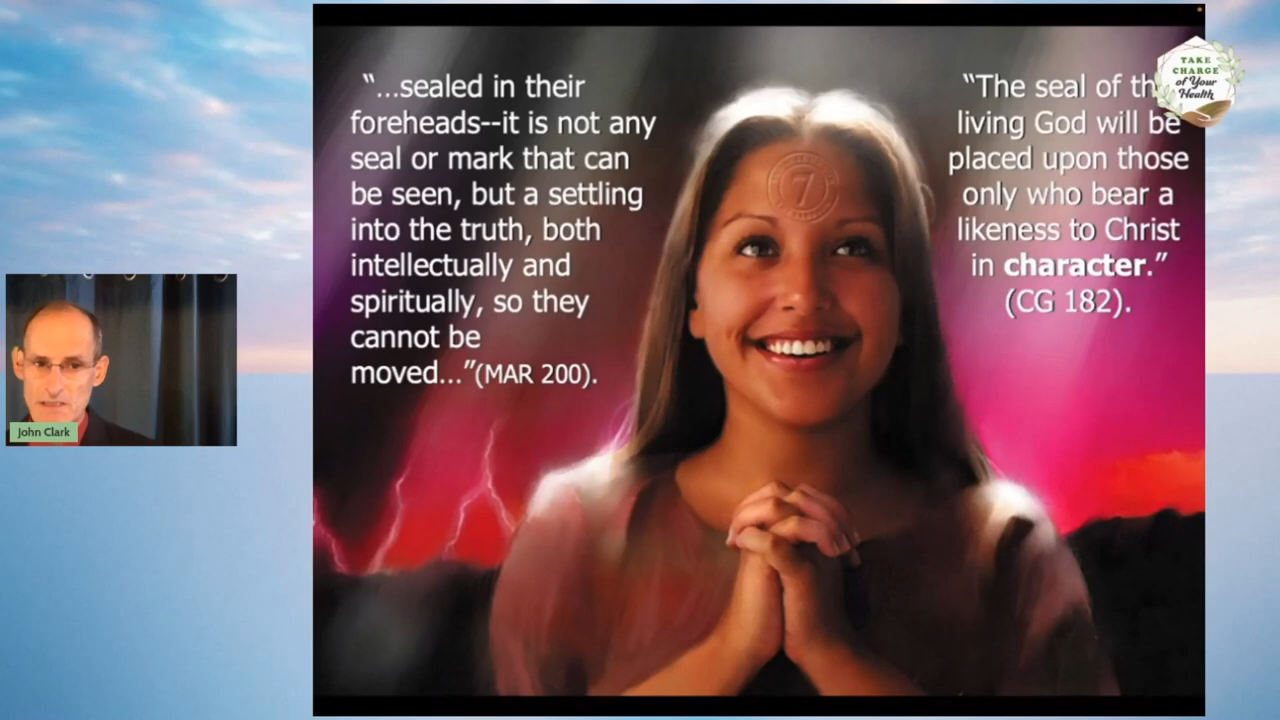 “...sealed in their
foreheads--it is not any
seal or mark that can
be seen, but a settling
into the truth, both
intellectually and
spiritually, so they
cannot be
moved...”(MAR 200).
7
“The seal of th
living God will be
placed upon those
only who bear a
likeness to Christ
in character.”
(CG 182).
TAKE
CHARGE
of Your
Health
John Clark